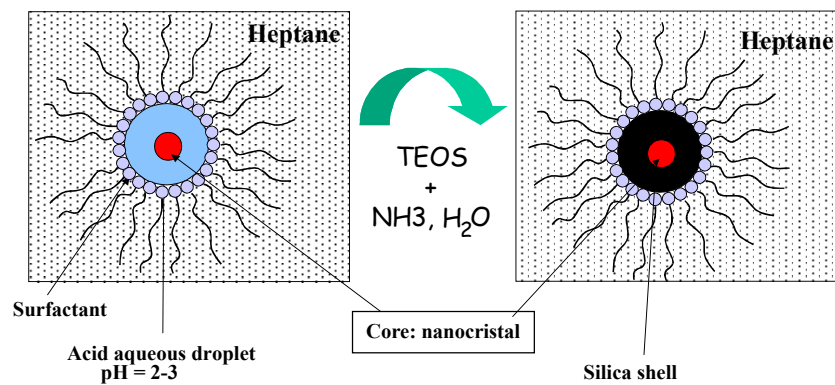 Heptane
Heptane
TEOS
+
NH3, H2O
Surfactant
Core: nanocristal
Acid aqueous droplet
pH = 2-3
Silica shell